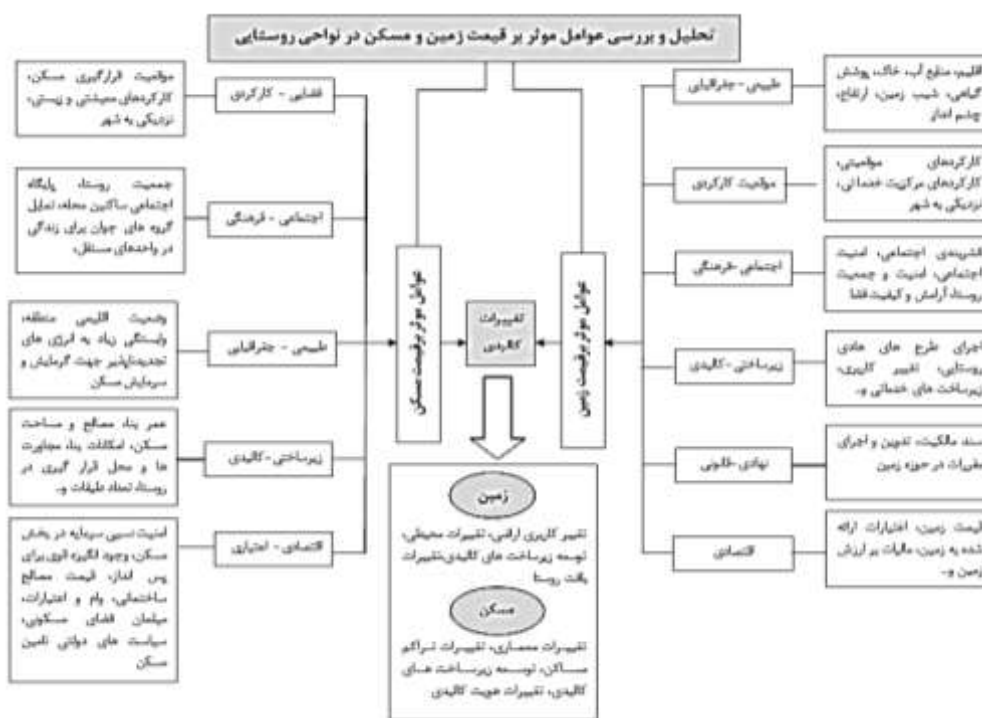 تحلیل و بررسی عوامل موثر بر قیمت زمین و مسکن در نواحی روستایی
طبیعی - جغرافیایی
اقلیم، منابع آب، خاک، پوشش
گیاهی، شیب زمین، ارتفاع،
چشم انداز
موقعیت کارکردی
کارکردهای موقعیتی،
کارکردهای مرکزیت خدماتی،
نزدیکی به شهر
اجتماعی -فرهنگی
قشربندی اجتماعی، امنیت
اجتماعی، امنیت و جمعیت
روستا، آرامش و کیفیت فضا
زیرساختی -کالبدی
اجرای طرح های هادی
روستایی، تغییر کاربری،
زیرساخت های خدماتی و..
نهادی -قانونی
سند مالکیت، تدوین و اجرای
مقررات در حوزه زمین
اقتصادی
قیمت زمین، اعتبارات ارائه
شده به زمین، مالیات بر ارزش
زمین و..
عوامل موثر بر قیمت زمین
تغییرات
کالبدی
عوامل موثر بر قیمت مسکن
فضایی - کارکردی
موقعیت قرارگیری مسکن،
کارکردهای معیشتی و زیستی،
نزدیکی به شهر
اجتماعی - فرهنگی
جمعیت روستا، پایگاه
اجتماعی ساکنین محله، تمایل
گروه های جوان برای زندگی
در واحدهای مستقل،
طبیعی - جغرافیایی
وضعیت اقلیمی منطقه،
وابستگی زیاد به انرژی های
تجدیدناپذیر جهت گرمایش و
سرمایش مسکن
زیرساختی - کالبدی
عمر بنا، مصالح و مساحت
مسکن، امکانات بنا، مجاورت
ها و محل قرار گیری در
روستا، تعداد طبقات و..
اقتصادی - اعتباری
امنیت نسبی سرمایه در بخش
مسکن، وجود انگیزه قوی برای
پس انداز، قیمت مصالح
ساختمانی، وام و اعتبارات،
مبلمان فضای مسکونی،
سیاست های دولتی تامین
مسکن
زمین
تغییر کاربری اراضی، تغییرات محیطی،
توسعه زیرساخت های کالبدی،تغییرات
بافت روستا
مسکن
تغییرات معماری، تغییرات تراکم
مساکن، توسعه زیرساخت های
کالبدی، تغییرات هویت کالبدی